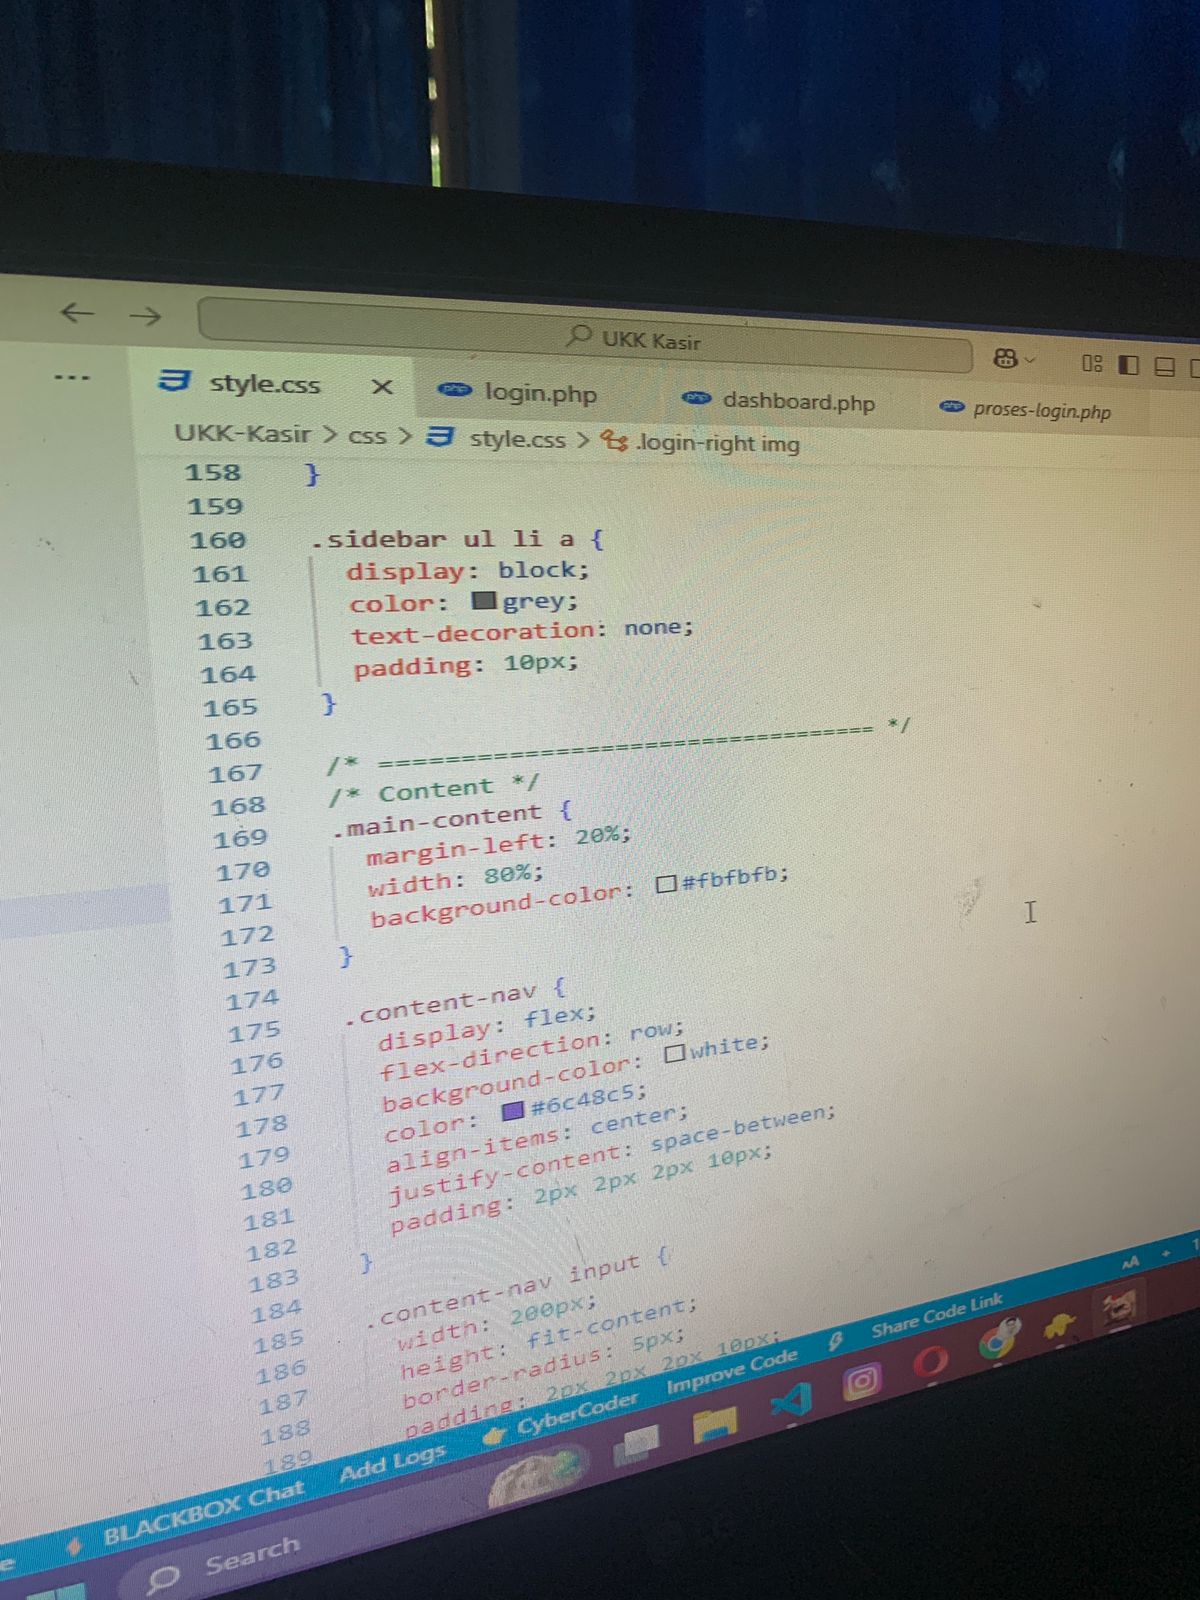 UKK Kasir
style.css
login.php
dashboard.php
proses-login.php
UKK-Kasir > css > style.css > .login-right img
158 }
159
160 .sidebar ul li a {
161 display: block;
162 color: grey;
163 text-decoration: none;
164 padding: 10px;
165 }
166
167 /* ================================= */
168 /* Content */
169 .main-content {
170 margin-left: 20%;
171 width: 80%;
172 background-color: #fbfbfb;
173 }
174
175 .content-nav {
176 display: flex;
177 flex-direction: row;
178 background-color: white;
179 color: #6c48c5;
180 align-items: center;
181 justify-content: space-between;
182 padding: 2px 2px 2px 10px;
183 }
184
185 .content-nav input {
186 width: 200px;
187 height: fit-content;
188 border-radius: 5px;
189 padding: 2px 2px 2px 10px;
BLACKBOX Chat
Add Logs
CyberCoder
Improve Code
Share Code Link
Search